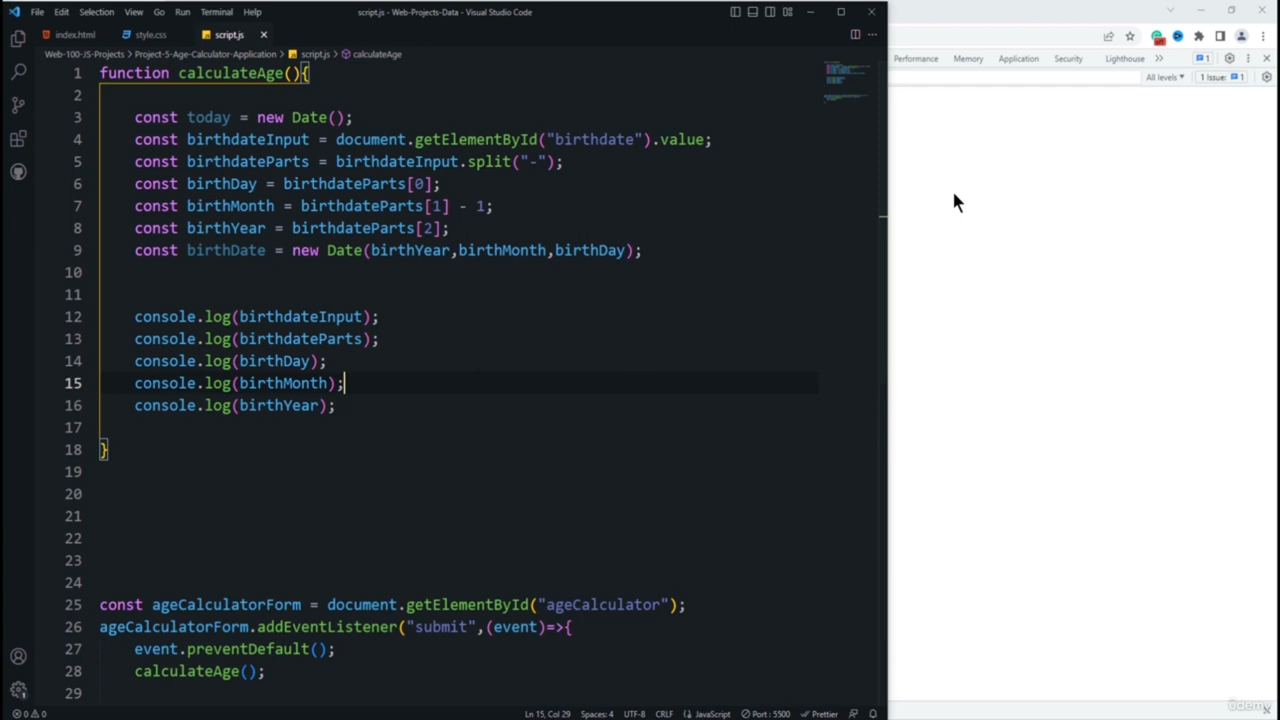 File Edit Selection View Go Run Terminal Help script.js - Web-Projects-Data - Visual Studio Code
index.html style.css script.js
Web-100-JS-Projects > Project-5-Age-Calculator-Application > script.js > calculateAge
Performance Memory Application Security Lighthouse 1
All levels 1 Issue: 1
1 function calculateAge(){
2
3 const today = new Date();
4 const birthdateInput = document.getElementById("birthdate").value;
5 const birthdateParts = birthdateInput.split("-");
6 const birthDay = birthdateParts[0];
7 const birthMonth = birthdateParts[1] - 1;
8 const birthYear = birthdateParts[2];
9 const birthDate = new Date(birthYear,birthMonth,birthDay);
10
11
12 console.log(birthdateInput);
13 console.log(birthdateParts);
14 console.log(birthDay);
15 console.log(birthMonth);
16 console.log(birthYear);
17
18 }
19
20
21
22
23
24
25 const ageCalculatorForm = document.getElementById("ageCalculator");
26 ageCalculatorForm.addEventListener("submit",(event)=>{
27 event.preventDefault();
28 calculateAge();
29
0 0 Ln 15, Col 29 Spaces: 4 UTF-8 CRLF JavaScript Port : 5500 Prettier
ûdemy